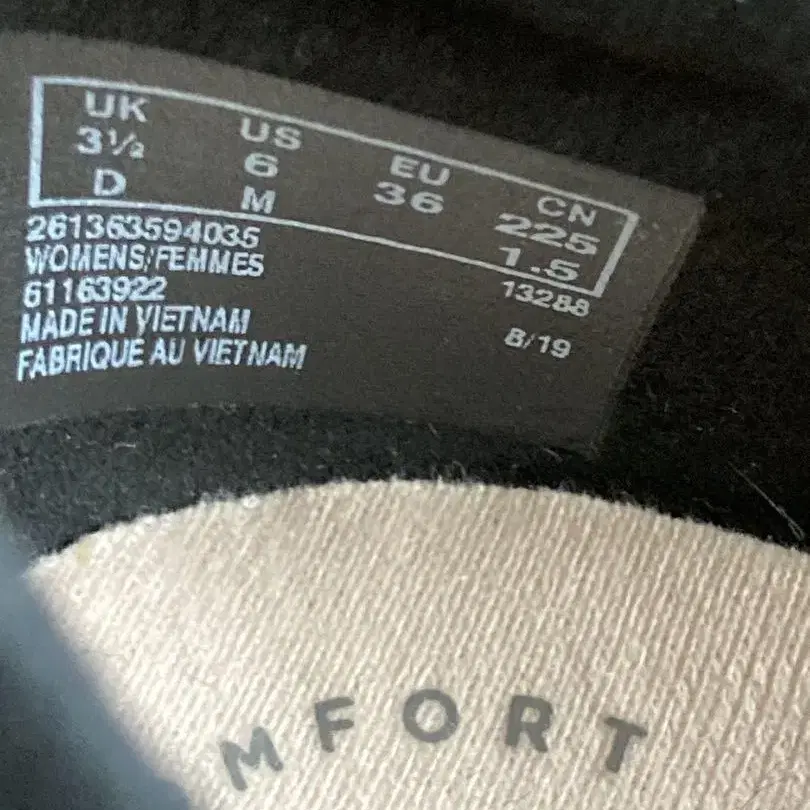 UK US EU CN
3½ 6 36 225
D M 1.5
261363594035
WOMENS/FEMMES 13288
61163922
MADE IN VIETNAM 8/19
FABRIQUE AU VIETNAM
MFORT